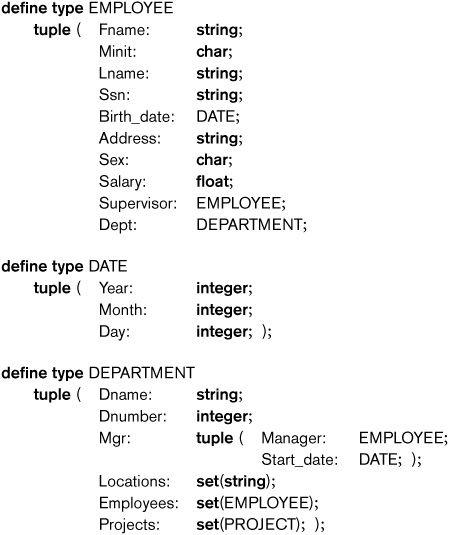 define type EMPLOYEE
tuple ( Fname: string;
Minit: char;
Lname: string;
Ssn: string;
Birth_date: DATE;
Address: string;
Sex: char;
Salary: float;
Supervisor: EMPLOYEE;
Dept: DEPARTMENT;
define type DATE
tuple ( Year: integer;
Month: integer;
Day: integer; );
define type DEPARTMENT
tuple ( Dname: string;
Dnumber: integer;
Mgr: tuple ( Manager: EMPLOYEE;
Start_date: DATE; );
Locations: set(string);
Employees: set(EMPLOYEE);
Projects: set(PROJECT); );